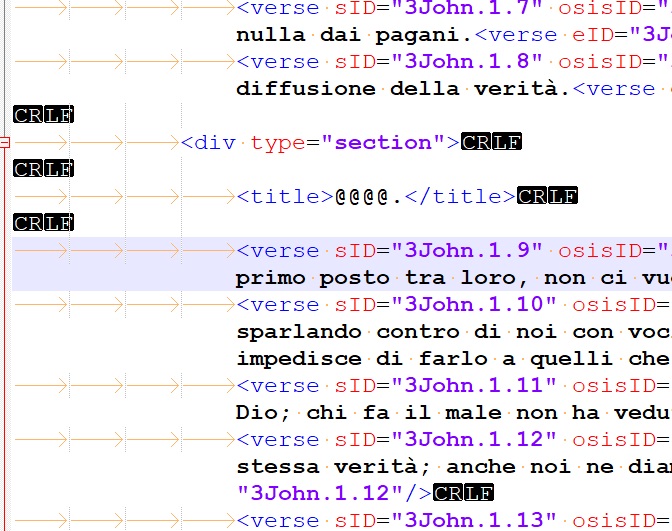 <verse sID="3John.1.7" osisID="
nulla dai pagani.<verse eID="3J
<verse sID="3John.1.8" osisID="
diffusione della verità.<verse
CRLF
<div type="section">CRLF
CRLF
<title>@@@@.</title>CRLF
CRLF
<verse sID="3John.1.9" osisID="
primo posto tra loro, non ci vu
<verse sID="3John.1.10" osisID=
sparlando contro di noi con voc
impedisce di farlo a quelli che
<verse sID="3John.1.11" osisID=
Dio; chi fa il male non ha vedu
<verse sID="3John.1.12" osisID=
stessa verità; anche noi ne dia
"3John.1.12"/>CRLF
<verse sID="3John.1.13" osisID=